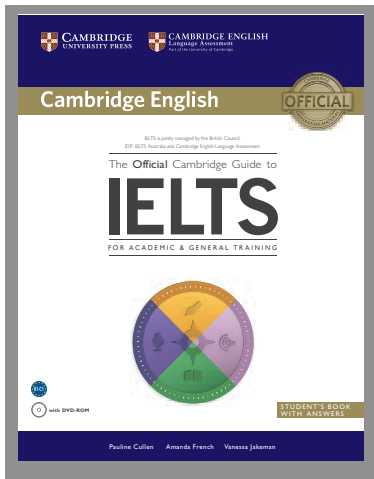 CAMBRIDGE
UNIVERSITY PRESS
CAMBRIDGE ENGLISH
Language Assessment
Part of the University of Cambridge
Cambridge English
OFFICIAL
IELTS is jointly managed by the British Council,
IDP: IELTS Australia and Cambridge English Language Assessment
The Official Cambridge Guide to
IELTS
FOR ACADEMIC & GENERAL TRAINING
B1-C1
with DVD-ROM
STUDENT'S BOOK
WITH ANSWERS
Pauline Cullen Amanda French Vanessa Jakeman